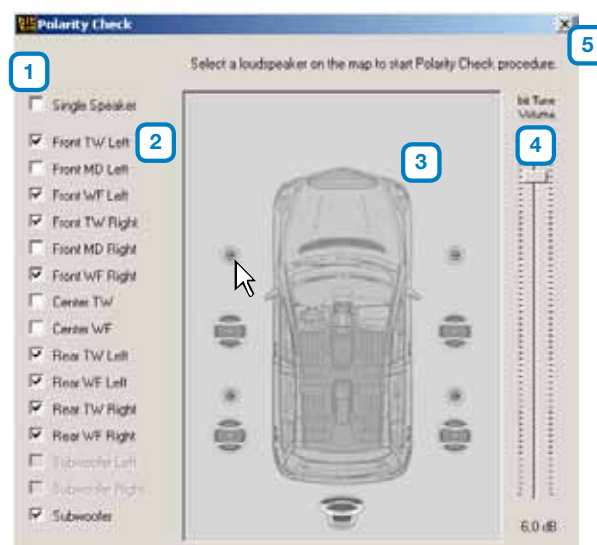 Polarity Check
Select a loudspeaker on the map to start Polarity Check procedure.
5
1
Single Speaker
bit Tune
Volume
Front TW Left
2
3
4
Front MD Left
Front WF Left
Front TW Right
Front MD Right
Front WF Right
Center TW
Center WF
Rear TW Left
Rear WF Left
Rear TW Right
Rear WF Right
Subwoofer Left
Subwoofer Right
Subwoofer
6.0 dB